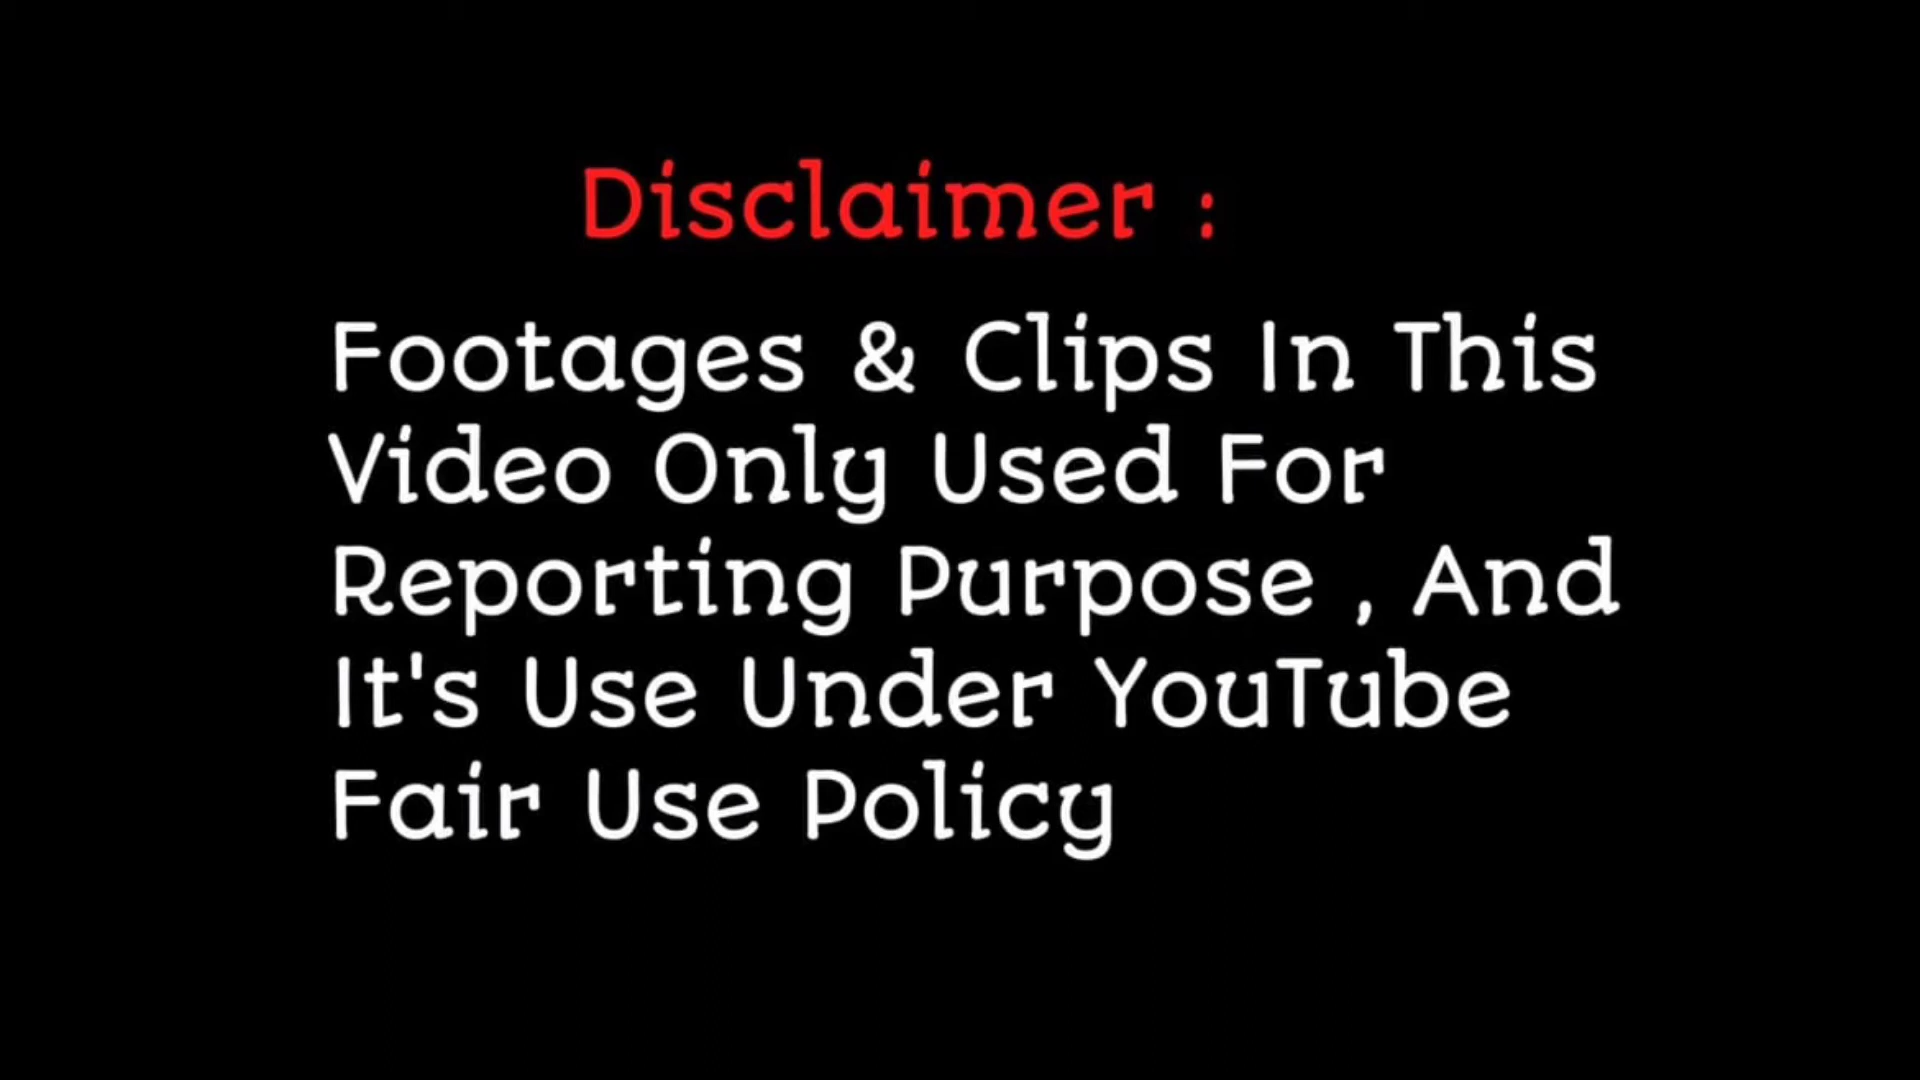 Disclaimer :
Footages & Clips In This
Video Only Used For
Reporting Purpose , And
It's Use Under YouTube
Fair Use Policy